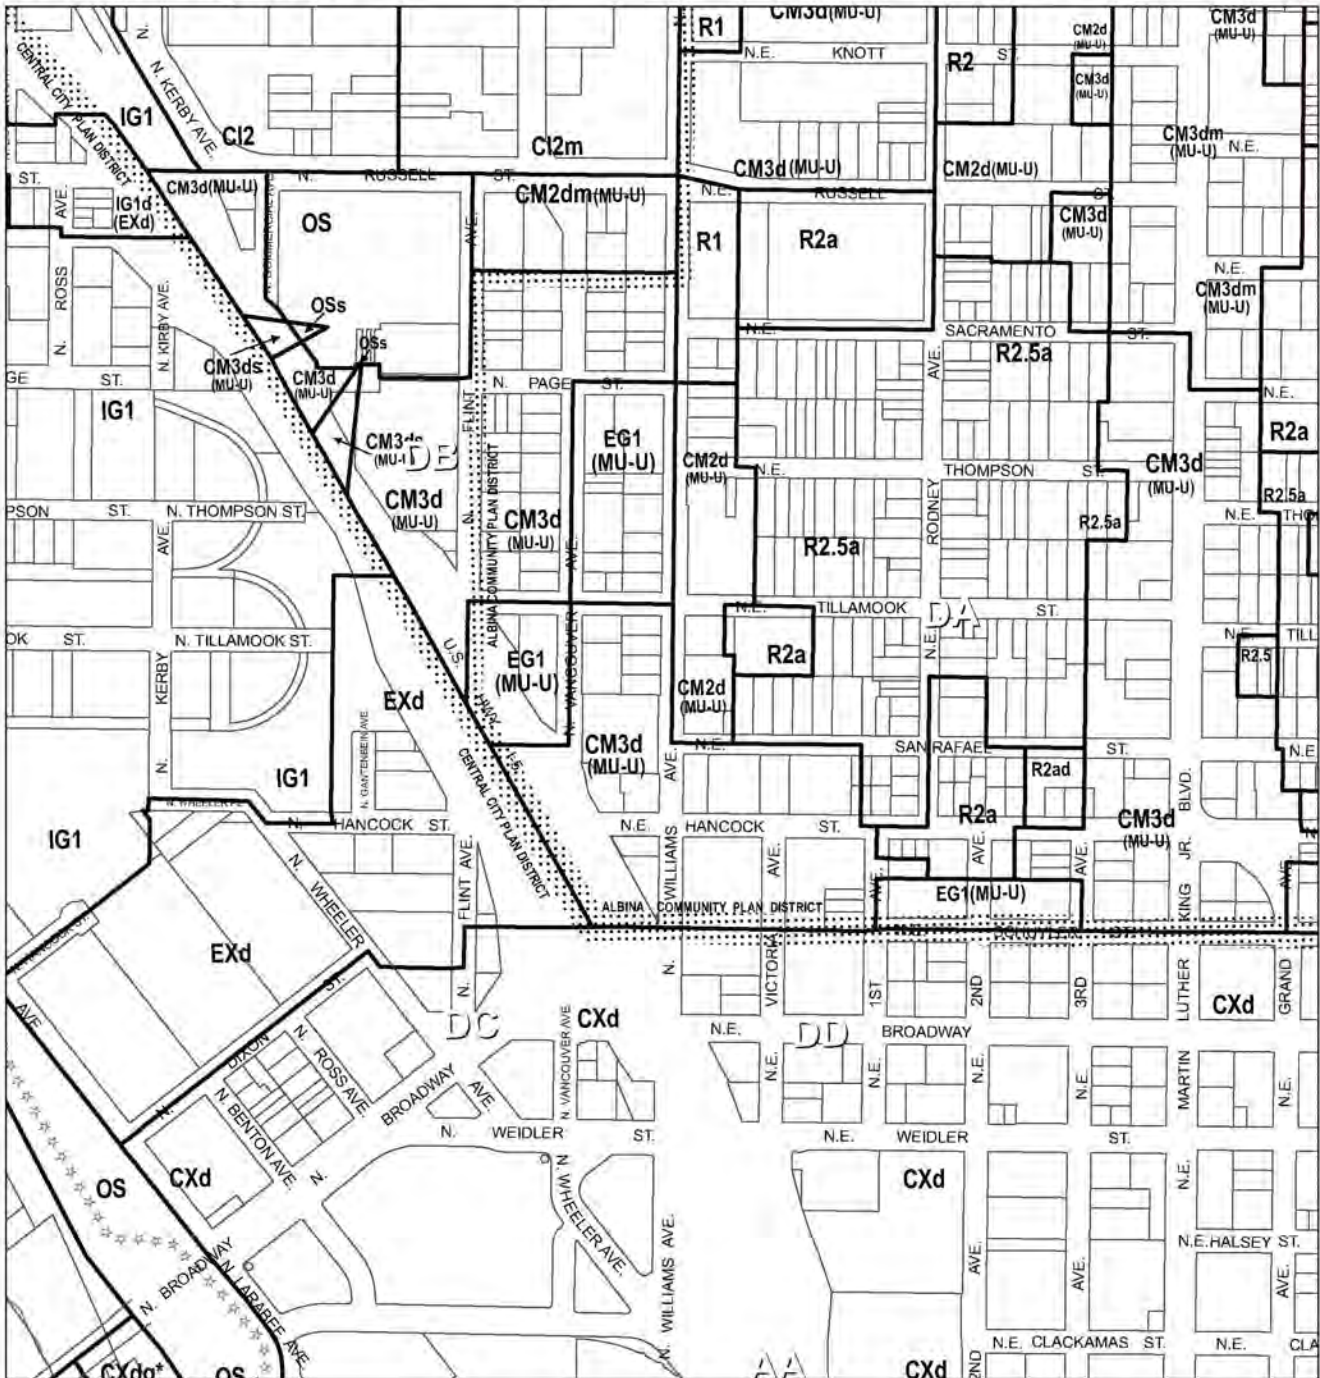 CM3d (MU-U)
R1
N.E. KNOTT ST.
R2
CM2d
(MU-U)
CM3d
(MU-U)
CM3d
(MU-U)
N.
N. KERBY AVE.
CENTRAL CITY PLAN DISTRICT
IG1
CI2
CI2m
CM3d (MU-U)
CM2d (MU-U)
CM3dm
(MU-U)
N.E.
ST.
AVE.
IG1d
(EXd)
CM3d (MU-U)
N. RUSSELL ST.
CM2dm (MU-U)
N.E. RUSSELL ST.
CM3d
(MU-U)
OS
AVE.
R1
R2a
N.E.
CM3dm
(MU-U)
N. ROSS
N. KIRBY AVE.
OSs
OSs
CM3ds
(MU-U)
CM3d
(MU-U)
N.E. SACRAMENTO ST.
R2.5a
AVE.
GE ST.
N. PAGE ST.
N.E.
IG1
FLINT
EG1
(MU-U)
R2a
CM3ds
DB
CM2d
(MU-U)
N.E. THOMPSON ST.
CM3d
(MU-U)
CM3d
(MU-U)
N.
ALBINA COMMUNITY PLAN DISTRICT
CM3d
(MU-U)
AVE.
R2.5a
R2.5a
PSON ST. N. THOMPSON ST.
AVE.
RODNEY
N.E. THO
R2.5a
N.E. TILLAMOOK ST.
DA
N.E.
OK ST. N. TILLAMOOK ST.
N. VANCOUVER
R2a
N.E. TILL
R2.5
U.S. HWY. I-5
EG1
(MU-U)
N. KERBY
EXd
CM2d
(MU-U)
CM3d
(MU-U)
N.E. SAN RAFAEL ST.
N.E.
N. GANTENBEIN AVE
CENTRAL CITY PLAN DISTRICT
AVE.
R2ad
IG1
N. WHEELER PL.
N. HANCOCK ST.
N.E. HANCOCK ST.
R2a
CM3d
(MU-U)
BLVD.
IG1
N. WHEELER
N. FLINT AVE.
WILLIAMS
AVE.
AVE.
AVE.
AVE.
JR.
AVE.
EG1 (MU-U)
ALBINA COMMUNITY PLAN DISTRICT
KING
N. HANCOCK ST.
EXd
SCHUYLER ST.
N. DIXON ST.
N.
N.
VICTORIA
1ST
2ND
3RD
LUTHER
CXd
GRAND
AVE
DC
CXd
N.E. BROADWAY
DD
N. ROSS AVE
N. VANCOUVER AVE
N.E.
N.E.
N.E.
N.E.
MARTIN
N.E.
N. BENTON AVE.
N. BROADWAY AVE.
N. WEIDLER ST.
N.E. WEIDLER ST.
OS
CXd
N. WHEELER AVE.
CXd
N.E.
N.E. HALSEY ST.
N. BROADWAY
N. LARABEE AVE.
N. WILLIAMS AVE.
AVE.
AVE.
AVE.
N.E. CLACKAMAS ST. N.E. CLA
CXdg*
OS
AA
CXd
2ND